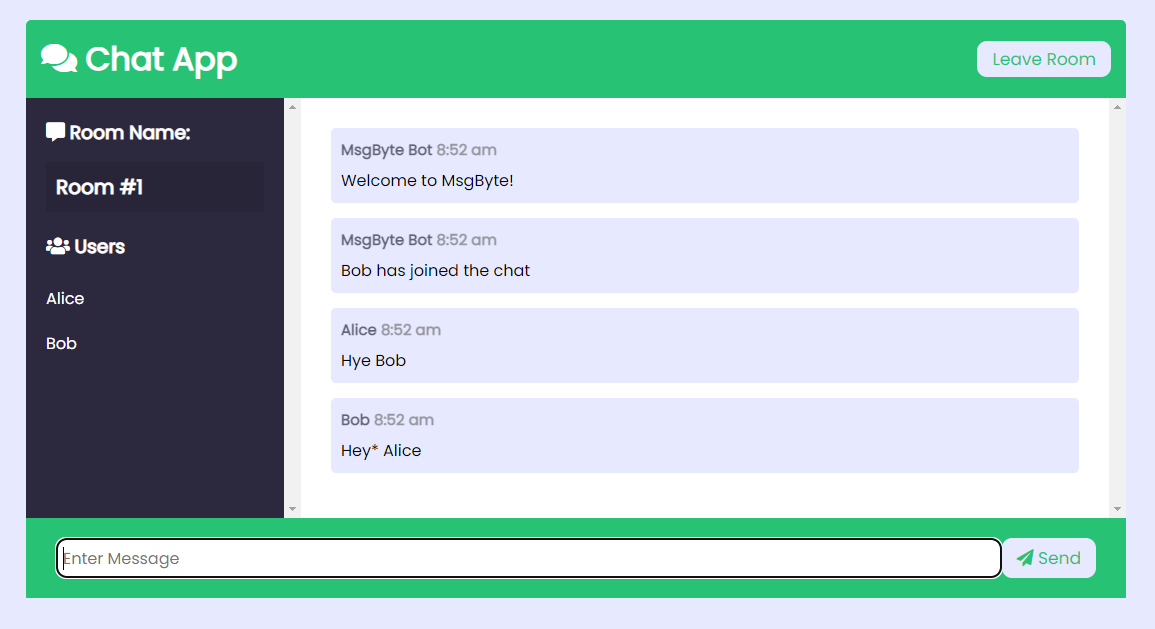 Chat App
Leave Room
Room Name:
Room #1
Users
Alice
Bob
MsgByte Bot 8:52 am
Welcome to MsgByte!
MsgByte Bot 8:52 am
Bob has joined the chat
Alice 8:52 am
Hye Bob
Bob 8:52 am
Hey* Alice
Enter Message
Send